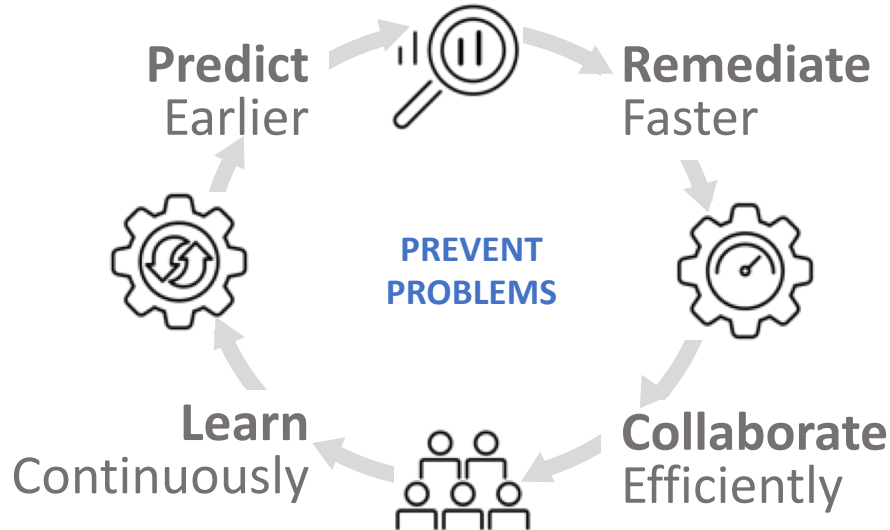 Predict
Earlier
Remediate
Faster
PREVENT
PROBLEMS
Collaborate
Efficiently
Learn
Continuously